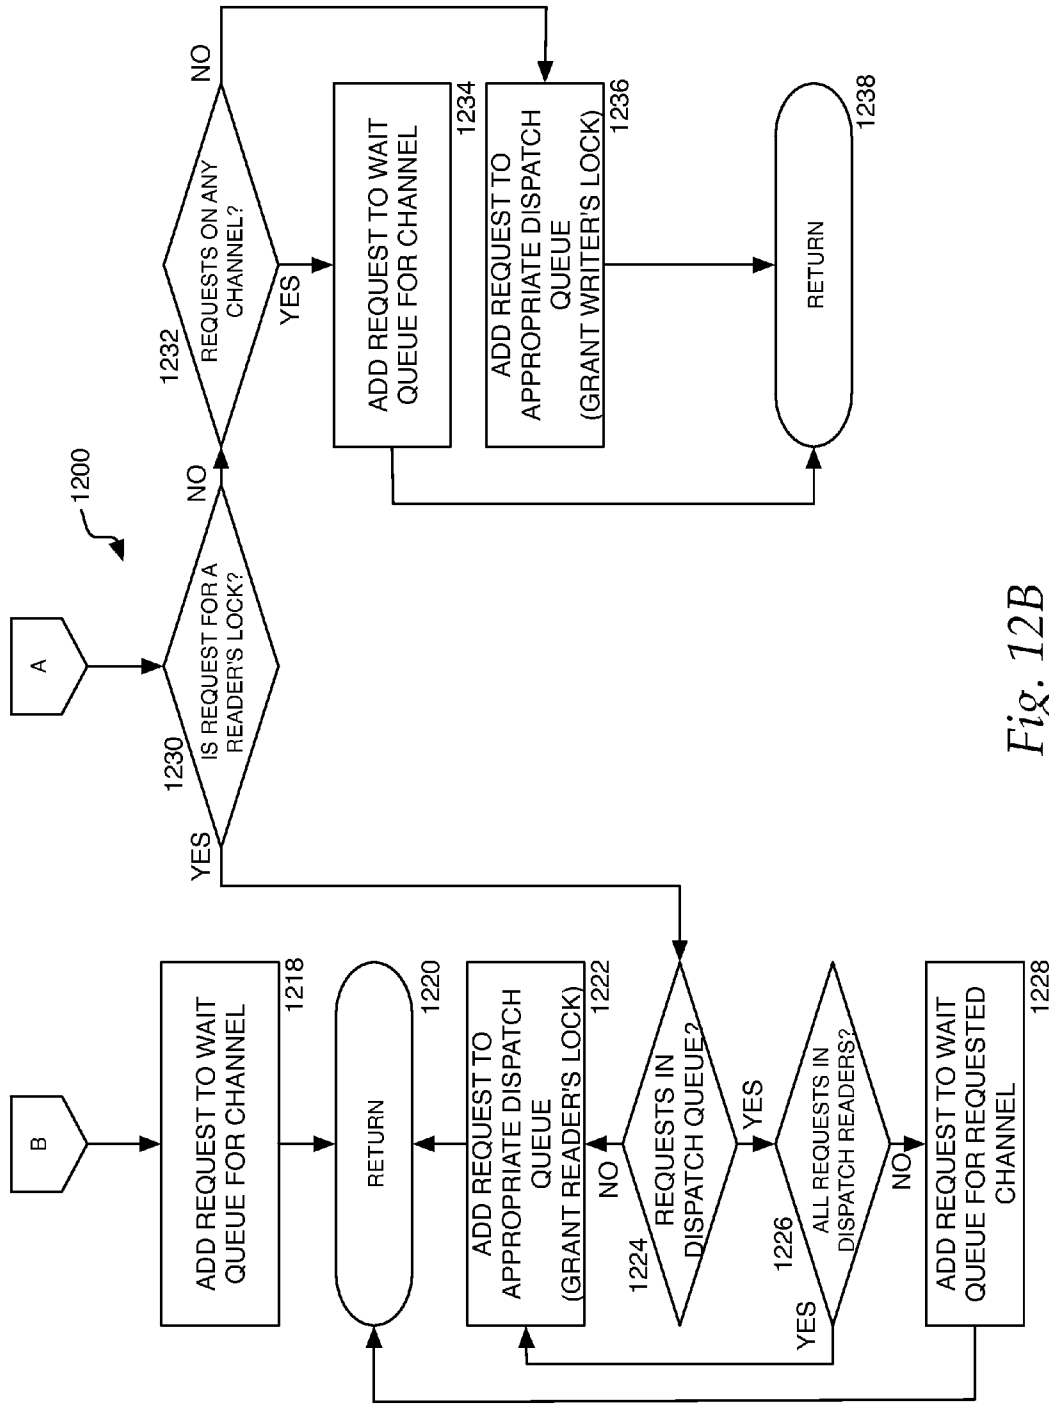 B
ADD REQUEST TO WAIT
QUEUE FOR CHANNEL
1218
RETURN
1220
ADD REQUEST TO
APPROPRIATE DISPATCH
QUEUE
(GRANT READER'S LOCK)
1222
NO
REQUESTS IN
DISPATCH QUEUE?
1224
YES
ALL REQUESTS IN
DISPATCH READERS?
1226
YES
NO
ADD REQUEST TO WAIT
QUEUE FOR REQUESTED
CHANNEL
1228
A
1200
IS REQUEST FOR A
READER'S LOCK?
1230
YES
NO
REQUESTS ON ANY
CHANNEL?
1232
NO
YES
ADD REQUEST TO WAIT
QUEUE FOR CHANNEL
1234
ADD REQUEST TO
APPROPRIATE DISPATCH
QUEUE
(GRANT WRITER'S LOCK)
1236
RETURN
1238
Fig. 12B